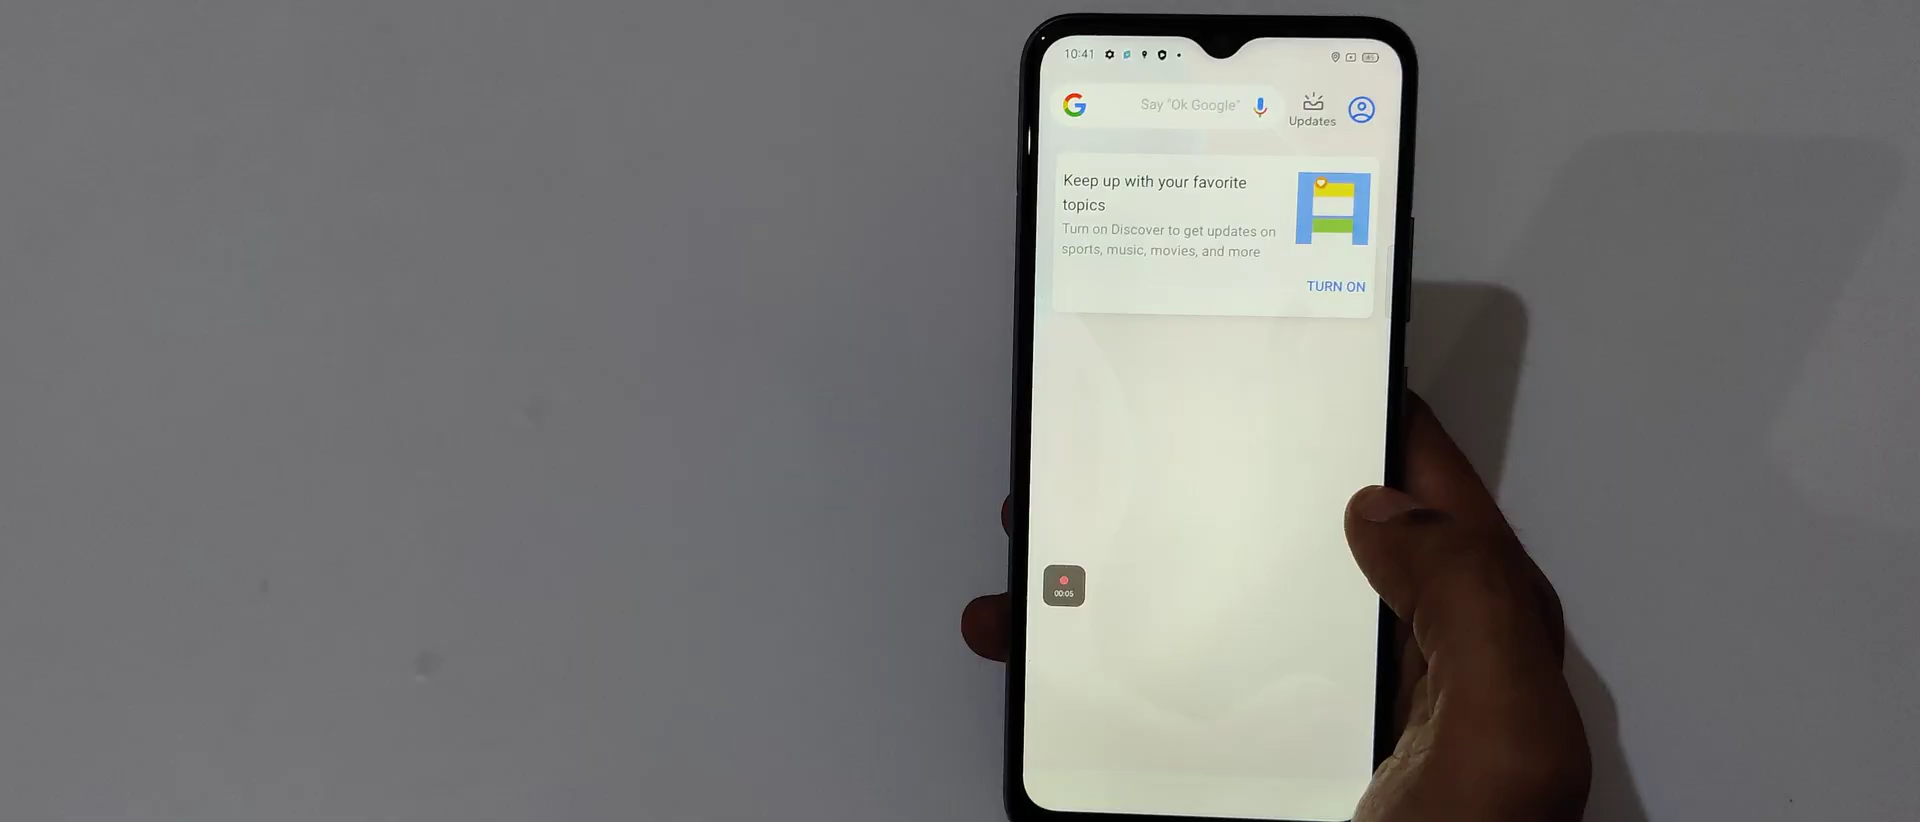 10:41
Say "Ok Google"
Updates
Keep up with your favorite
topics
Turn on Discover to get updates on
sports, music, movies, and more
TURN ON
00:05